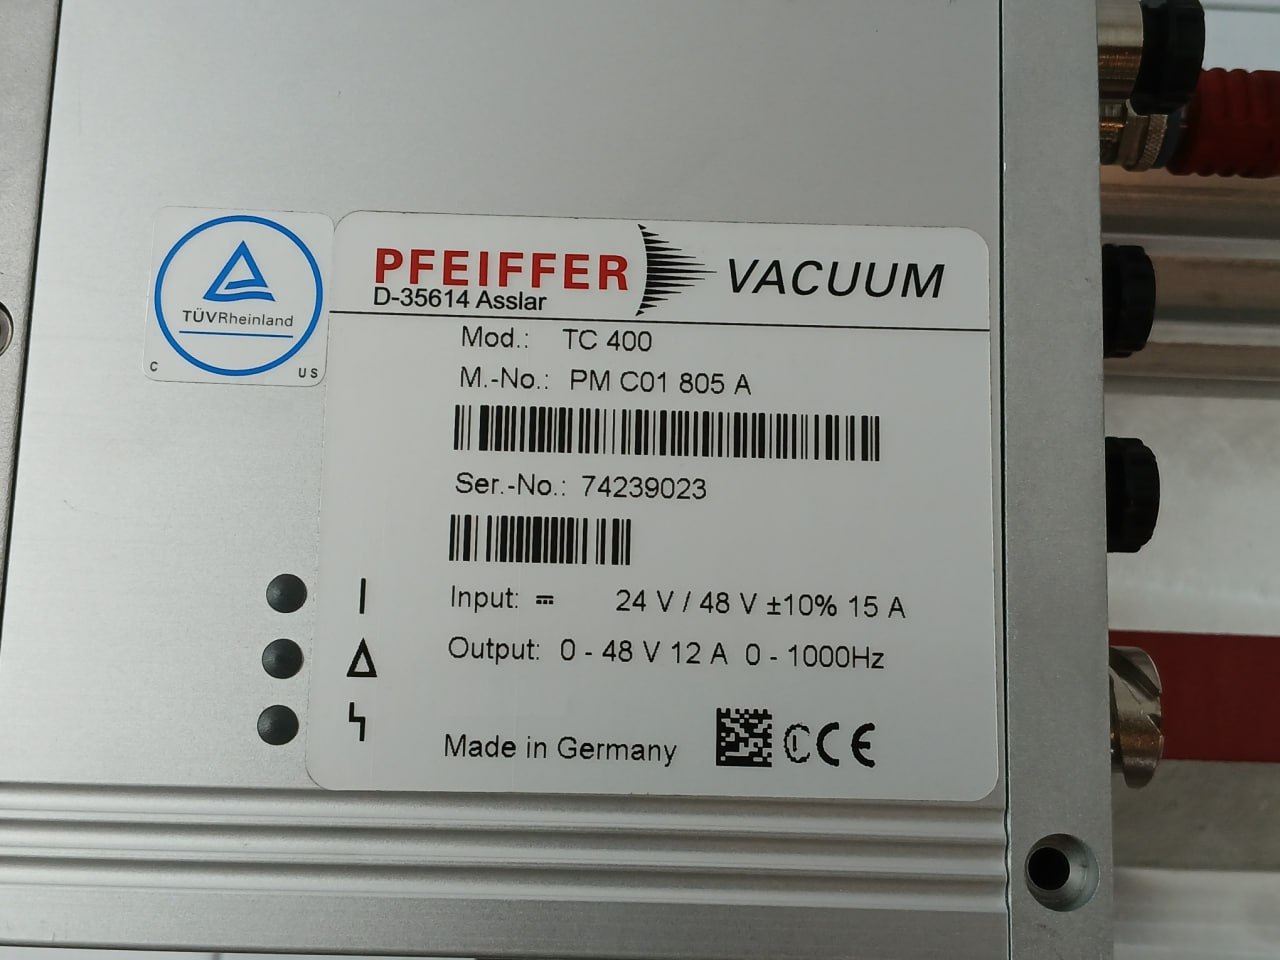 TÜVRheinland
C US
PFEIFFER VACUUM
D-35614 Asslar
Mod.: TC 400
M.-No.: PM C01 805 A
Ser.-No.: 74239023
Input: 24 V / 48 V ±10% 15 A
Output: 0 - 48 V 12 A 0 - 1000Hz
Made in Germany CE